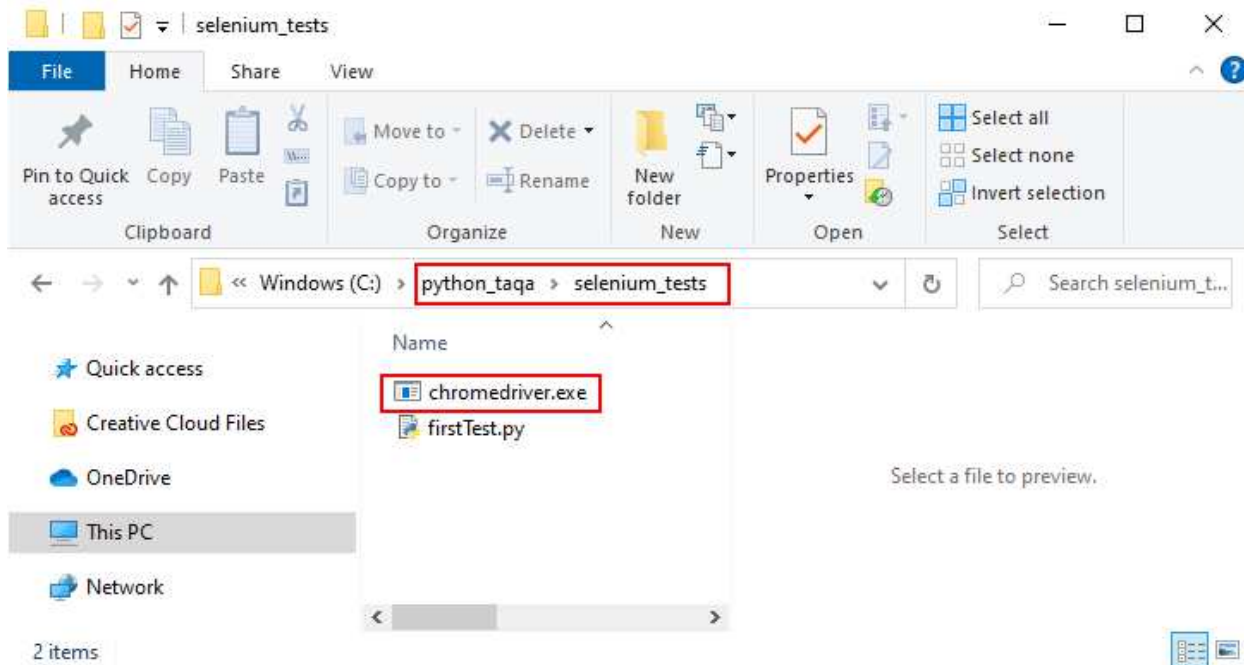 selenium_tests
File Home Share View
Pin to Quick access
Copy
Paste
Move to
Copy to
Delete
Rename
New folder
Properties
Select all
Select none
Invert selection
Clipboard Organize New Open Select
« Windows (C:) › python_taqa › selenium_tests
Search selenium_t...
Name
Quick access
Creative Cloud Files
OneDrive
This PC
Network
chromedriver.exe
firstTest.py
Select a file to preview.
2 items